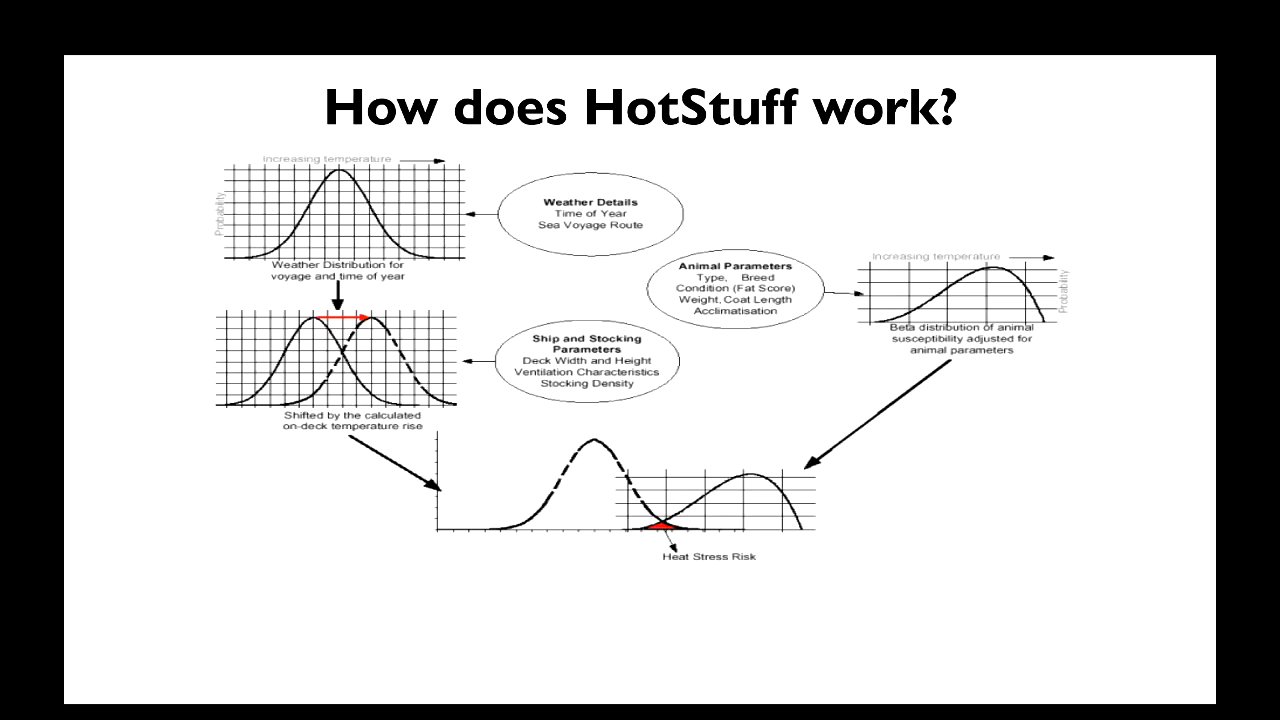 How does HotStuff work?
Increasing temperature
Probability
Weather Details
Time of Year
Sea Voyage Route
Weather Distribution for
voyage and time of year
Animal Parameters
Type, Breed
Condition (Fat Score)
Weight, Coat Length
Acclimatisation
Increasing temperature
Probability
Beta distribution of animal
susceptibility adjusted for
animal parameters
Ship and Stocking
Parameters
Deck Width and Height
Ventilation Characteristics
Stocking Density
Shifted by the calculated
on-deck temperature rise
Heat Stress Risk